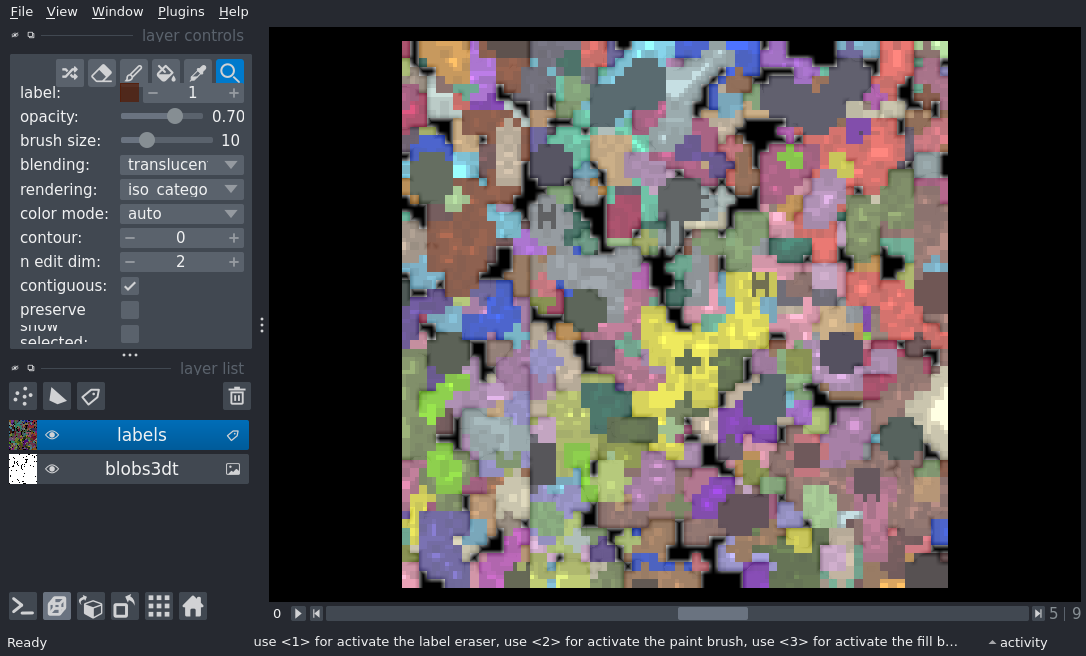 File View Window Plugins Help
layer controls
label: 1
opacity: 0.70
brush size: 10
blending: translucen
rendering: iso_catego
color mode: auto
contour: 0
n edit dim: 2
contiguous:
preserve
show
selected:
layer list
labels
blobs3dt
0 5 | 9
Ready use <1> for activate the label eraser, use <2> for activate the paint brush, use <3> for activate the fill b... activity